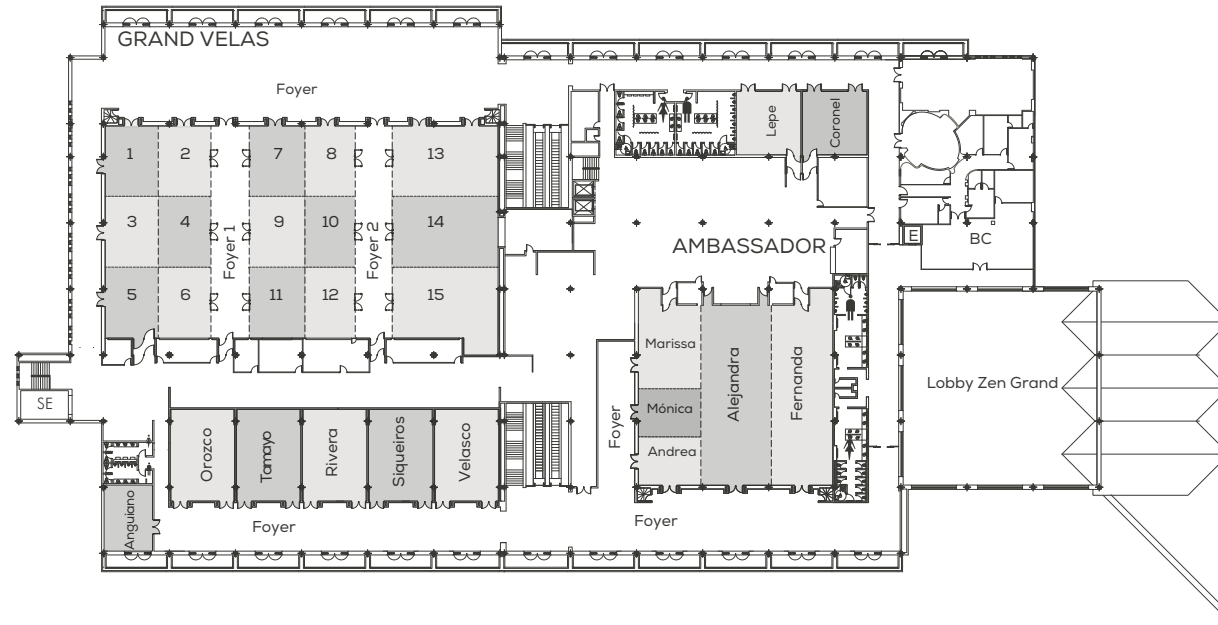 GRAND VELAS
Foyer
1
2
7
8
13
3
4
9
10
14
5
6
11
12
15
Foyer 1
Foyer 2
Lepe
Coronel
AMBASSADOR
E
BC
Marissa
Mónica
Andrea
Alejandra
Fernanda
Foyer
Lobby Zen Grand
SE
Orozco
Tamayo
Rivera
Siqueiros
Velasco
Anguiano
Foyer
Foyer